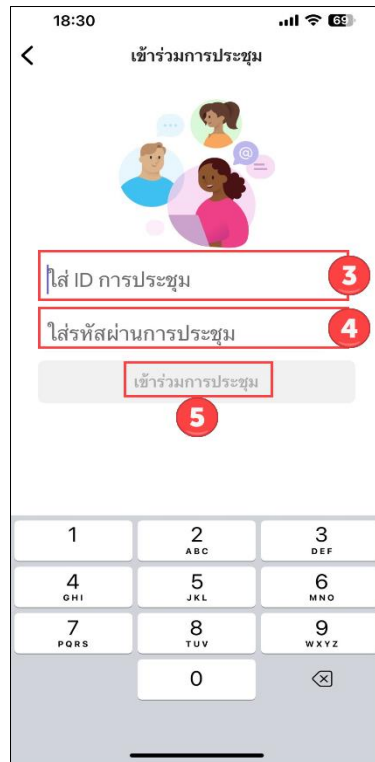 18:30
69
เข้าร่วมการประชุม
@
ใส่ ID การประชุม
3
ใส่รหัสผ่านการประชุม
4
เข้าร่วมการประชุม
5
1 2 3
ABC DEF
4 5 6
GHI JKL MNO
7 8 9
PQRS TUV WXYZ
0